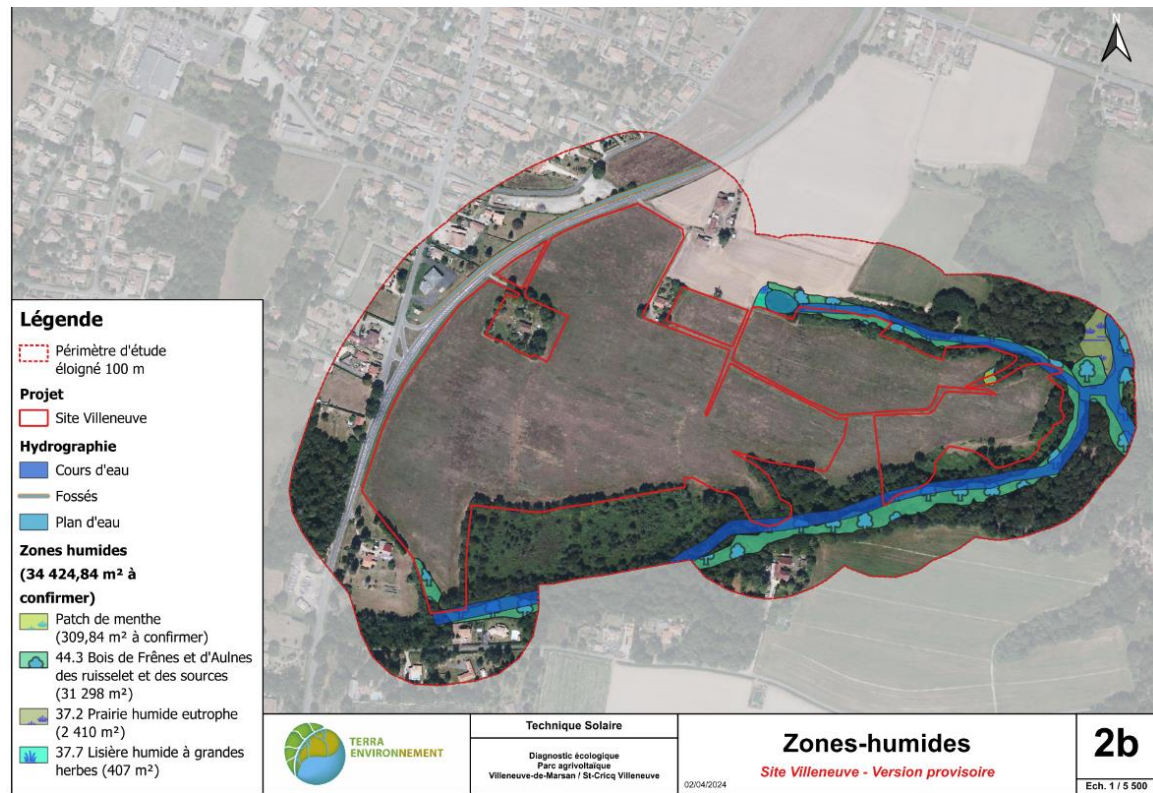 N
Légende
Périmètre d'étude
éloigné 100 m
Projet
Site Villeneuve
Hydrographie
Cours d'eau
Fossés
Plan d'eau
Zones humides
(34 424,84 m² à
confirmer)
Patch de menthe
(309,84 m² à confirmer)
44.3 Bois de Frênes et d'Aulnes
des ruisselet et des sources
(31 298 m²)
37.2 Prairie humide eutrophe
(2 410 m²)
37.7 Lisière humide à grandes
herbes (407 m²)
TERRA
ENVIRONNEMENT
Technique Solaire
Diagnostic écologique
Parc agrivoltaïque
Villeneuve-de-Marsan / St-Cricq Villeneuve
02/04/2024
Zones-humides
Site Villeneuve - Version provisoire
2b
Ech. 1 / 5 500